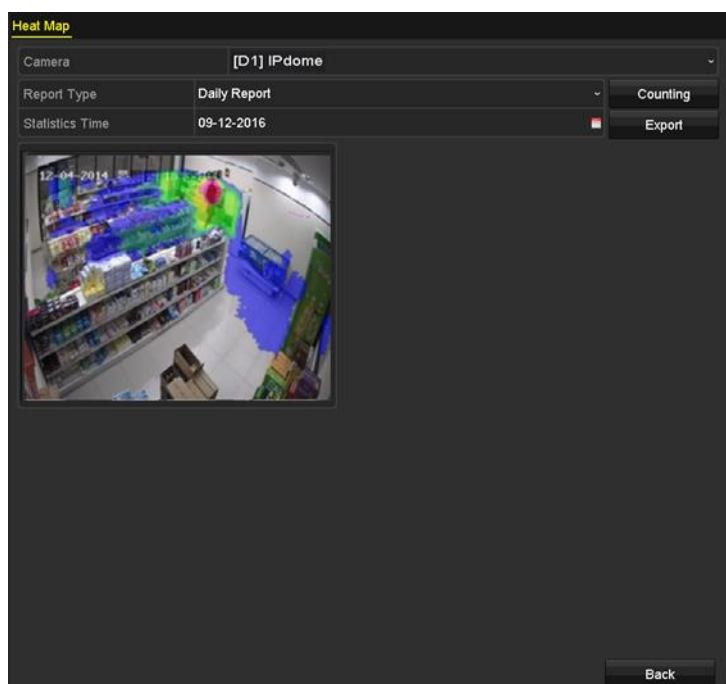 Heat Map
Camera [D1] IPdome
Report Type Daily Report Counting
Statistics Time 09-12-2016 Export
12-04-2014
Back